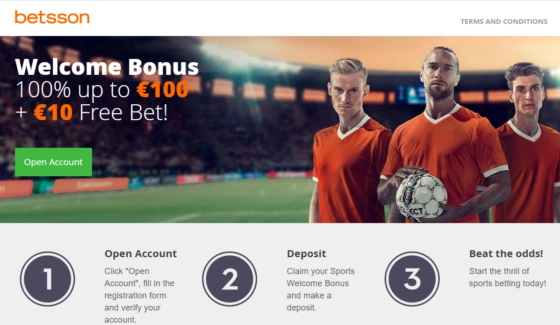 betsson
TERMS AND CONDITIONS
Welcome Bonus
100% up to €100
+ €10 Free Bet!
Open Account
betsson
1
Open Account
Click "Open
Account", fill in the
registration form
and verify your
account.
2
Deposit
Claim your Sports
Welcome Bonus
and make a
deposit.
3
Beat the odds!
Start the thrill of
sports betting today!